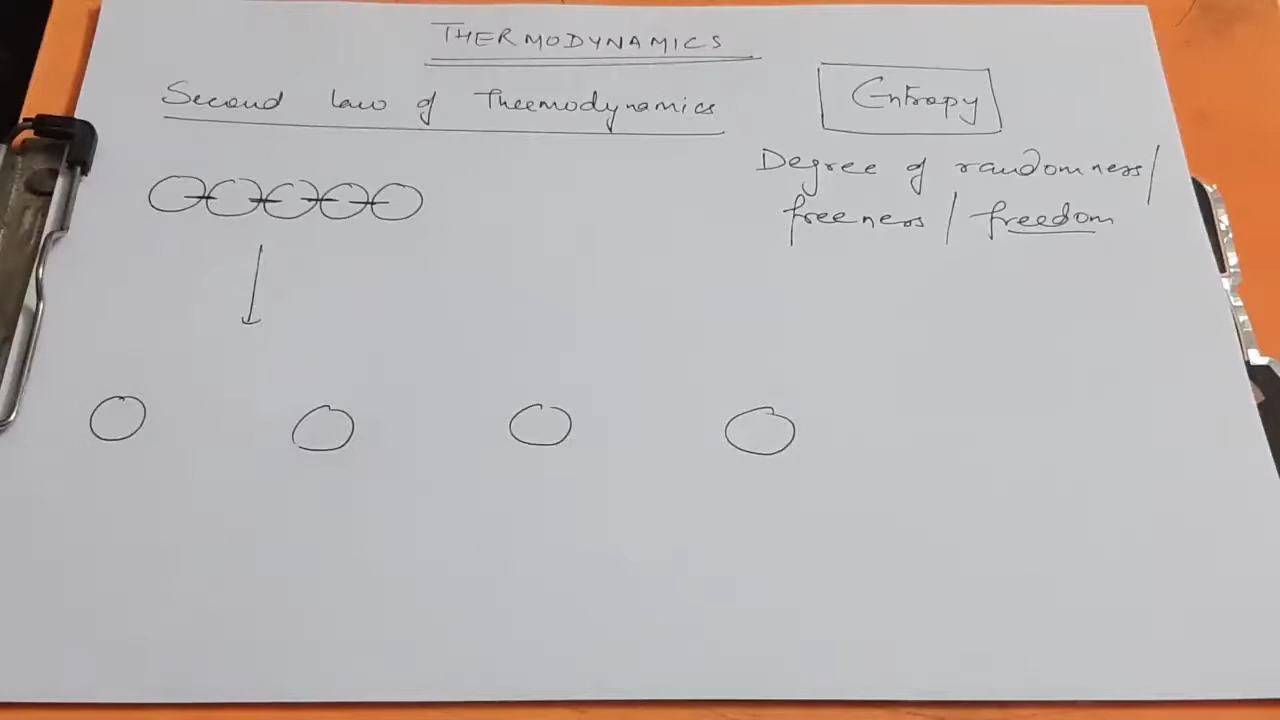 THERMODYNAMICS
Second law of Thermodynamics
Entropy
Degree of randomness/
freeness / freedom